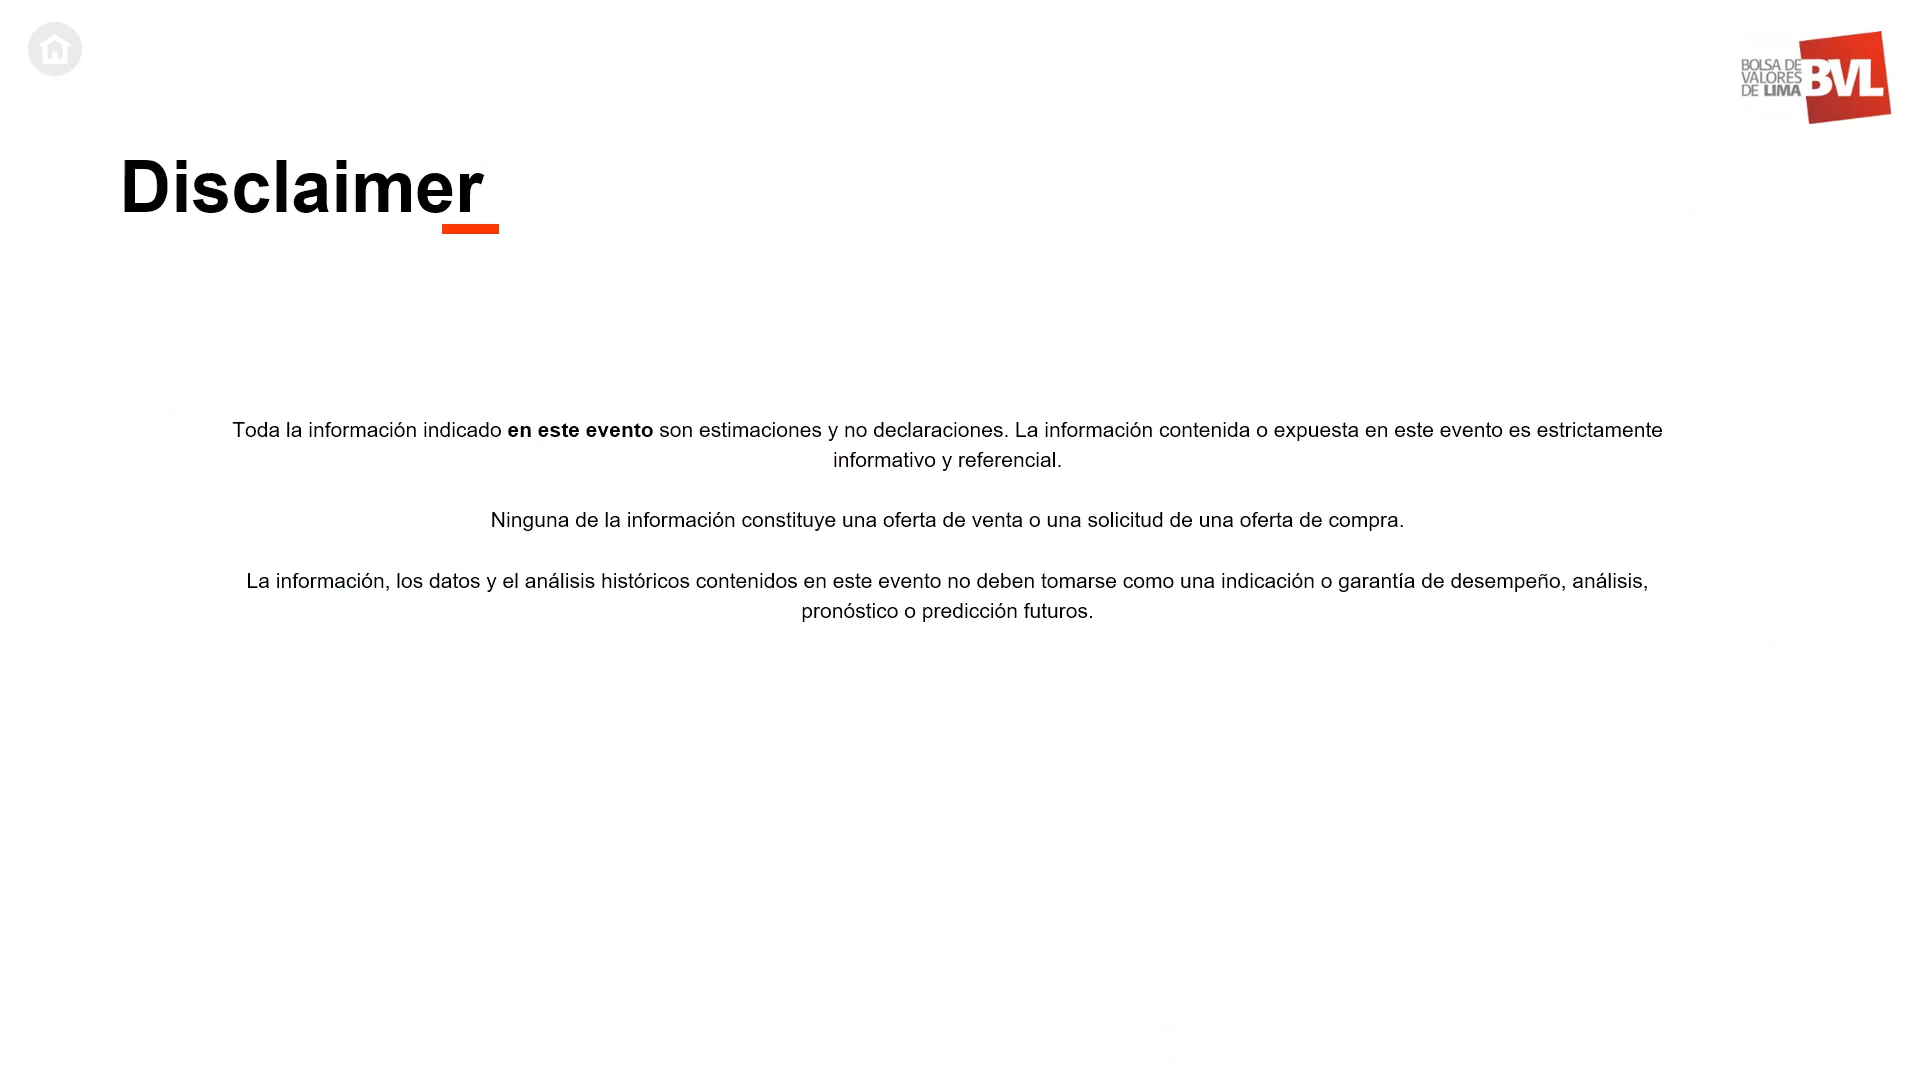 BOLSA DE
VALORES
DE LIMA
BVL
Disclaimer
Toda la información indicado en este evento son estimaciones y no declaraciones. La información contenida o expuesta en este evento es estrictamente
informativo y referencial.
Ninguna de la información constituye una oferta de venta o una solicitud de una oferta de compra.
La información, los datos y el análisis históricos contenidos en este evento no deben tomarse como una indicación o garantía de desempeño, análisis,
pronóstico o predicción futuros.